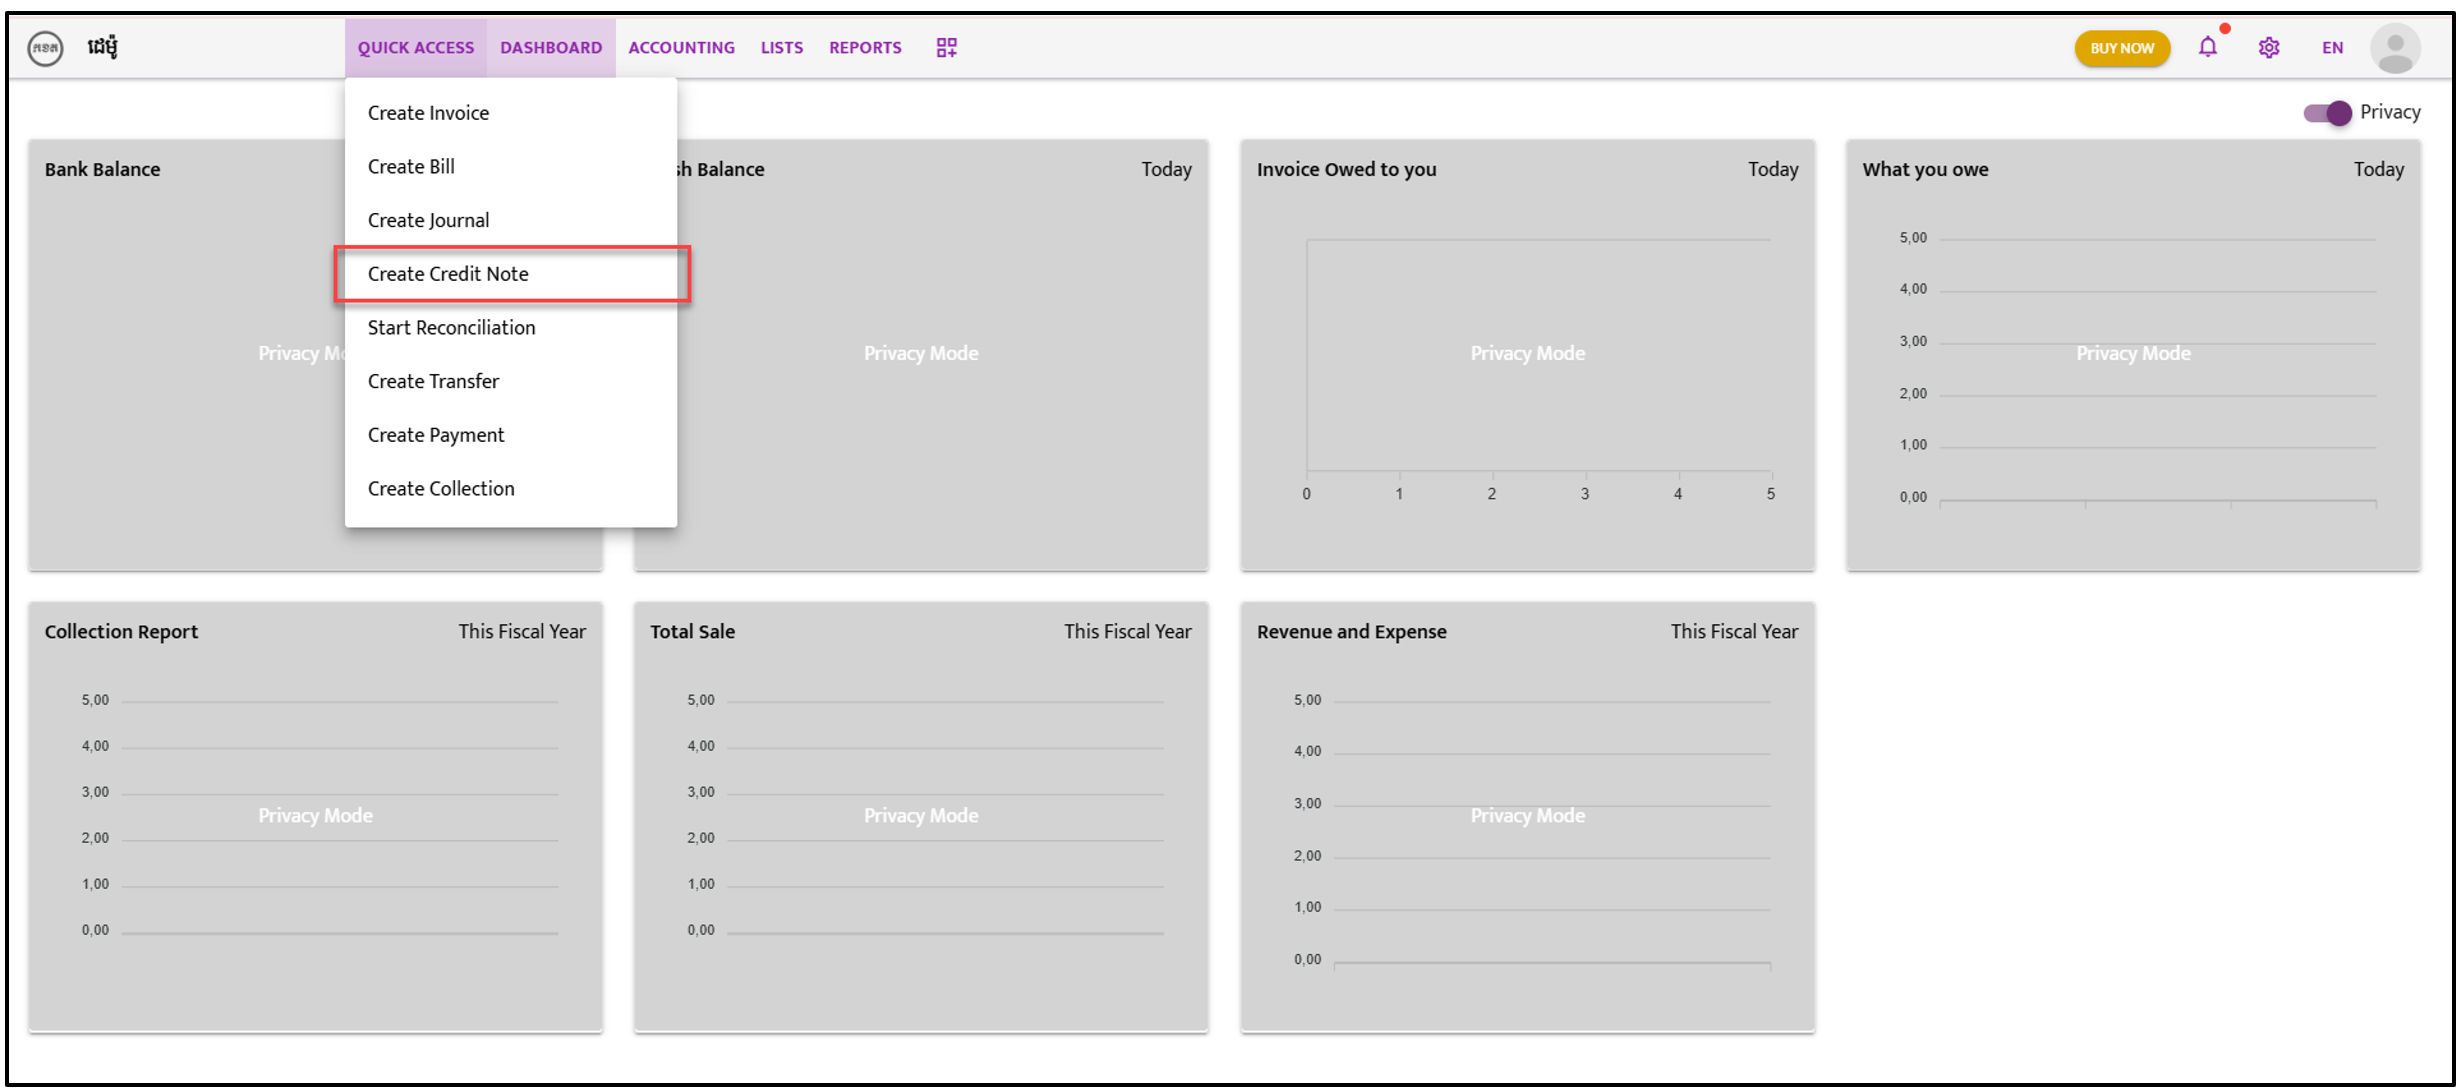 កខគ ដេម៉ូ QUICK ACCESS DASHBOARD ACCOUNTING LISTS REPORTS BUY NOW EN
Privacy
Create Invoice
Create Bill
Create Journal
Create Credit Note
Start Reconciliation
Create Transfer
Create Payment
Create Collection
Bank Balance
Privacy Mo
sh Balance Today
Privacy Mode
Invoice Owed to you Today
Privacy Mode
0 1 2 3 4 5
What you owe Today
5,00
4,00
3,00
Privacy Mode
2,00
1,00
0,00
Collection Report This Fiscal Year
5,00
4,00
3,00
Privacy Mode
2,00
1,00
0,00
Total Sale This Fiscal Year
5,00
4,00
3,00
Privacy Mode
2,00
1,00
0,00
Revenue and Expense This Fiscal Year
5,00
4,00
3,00
Privacy Mode
2,00
1,00
0,00